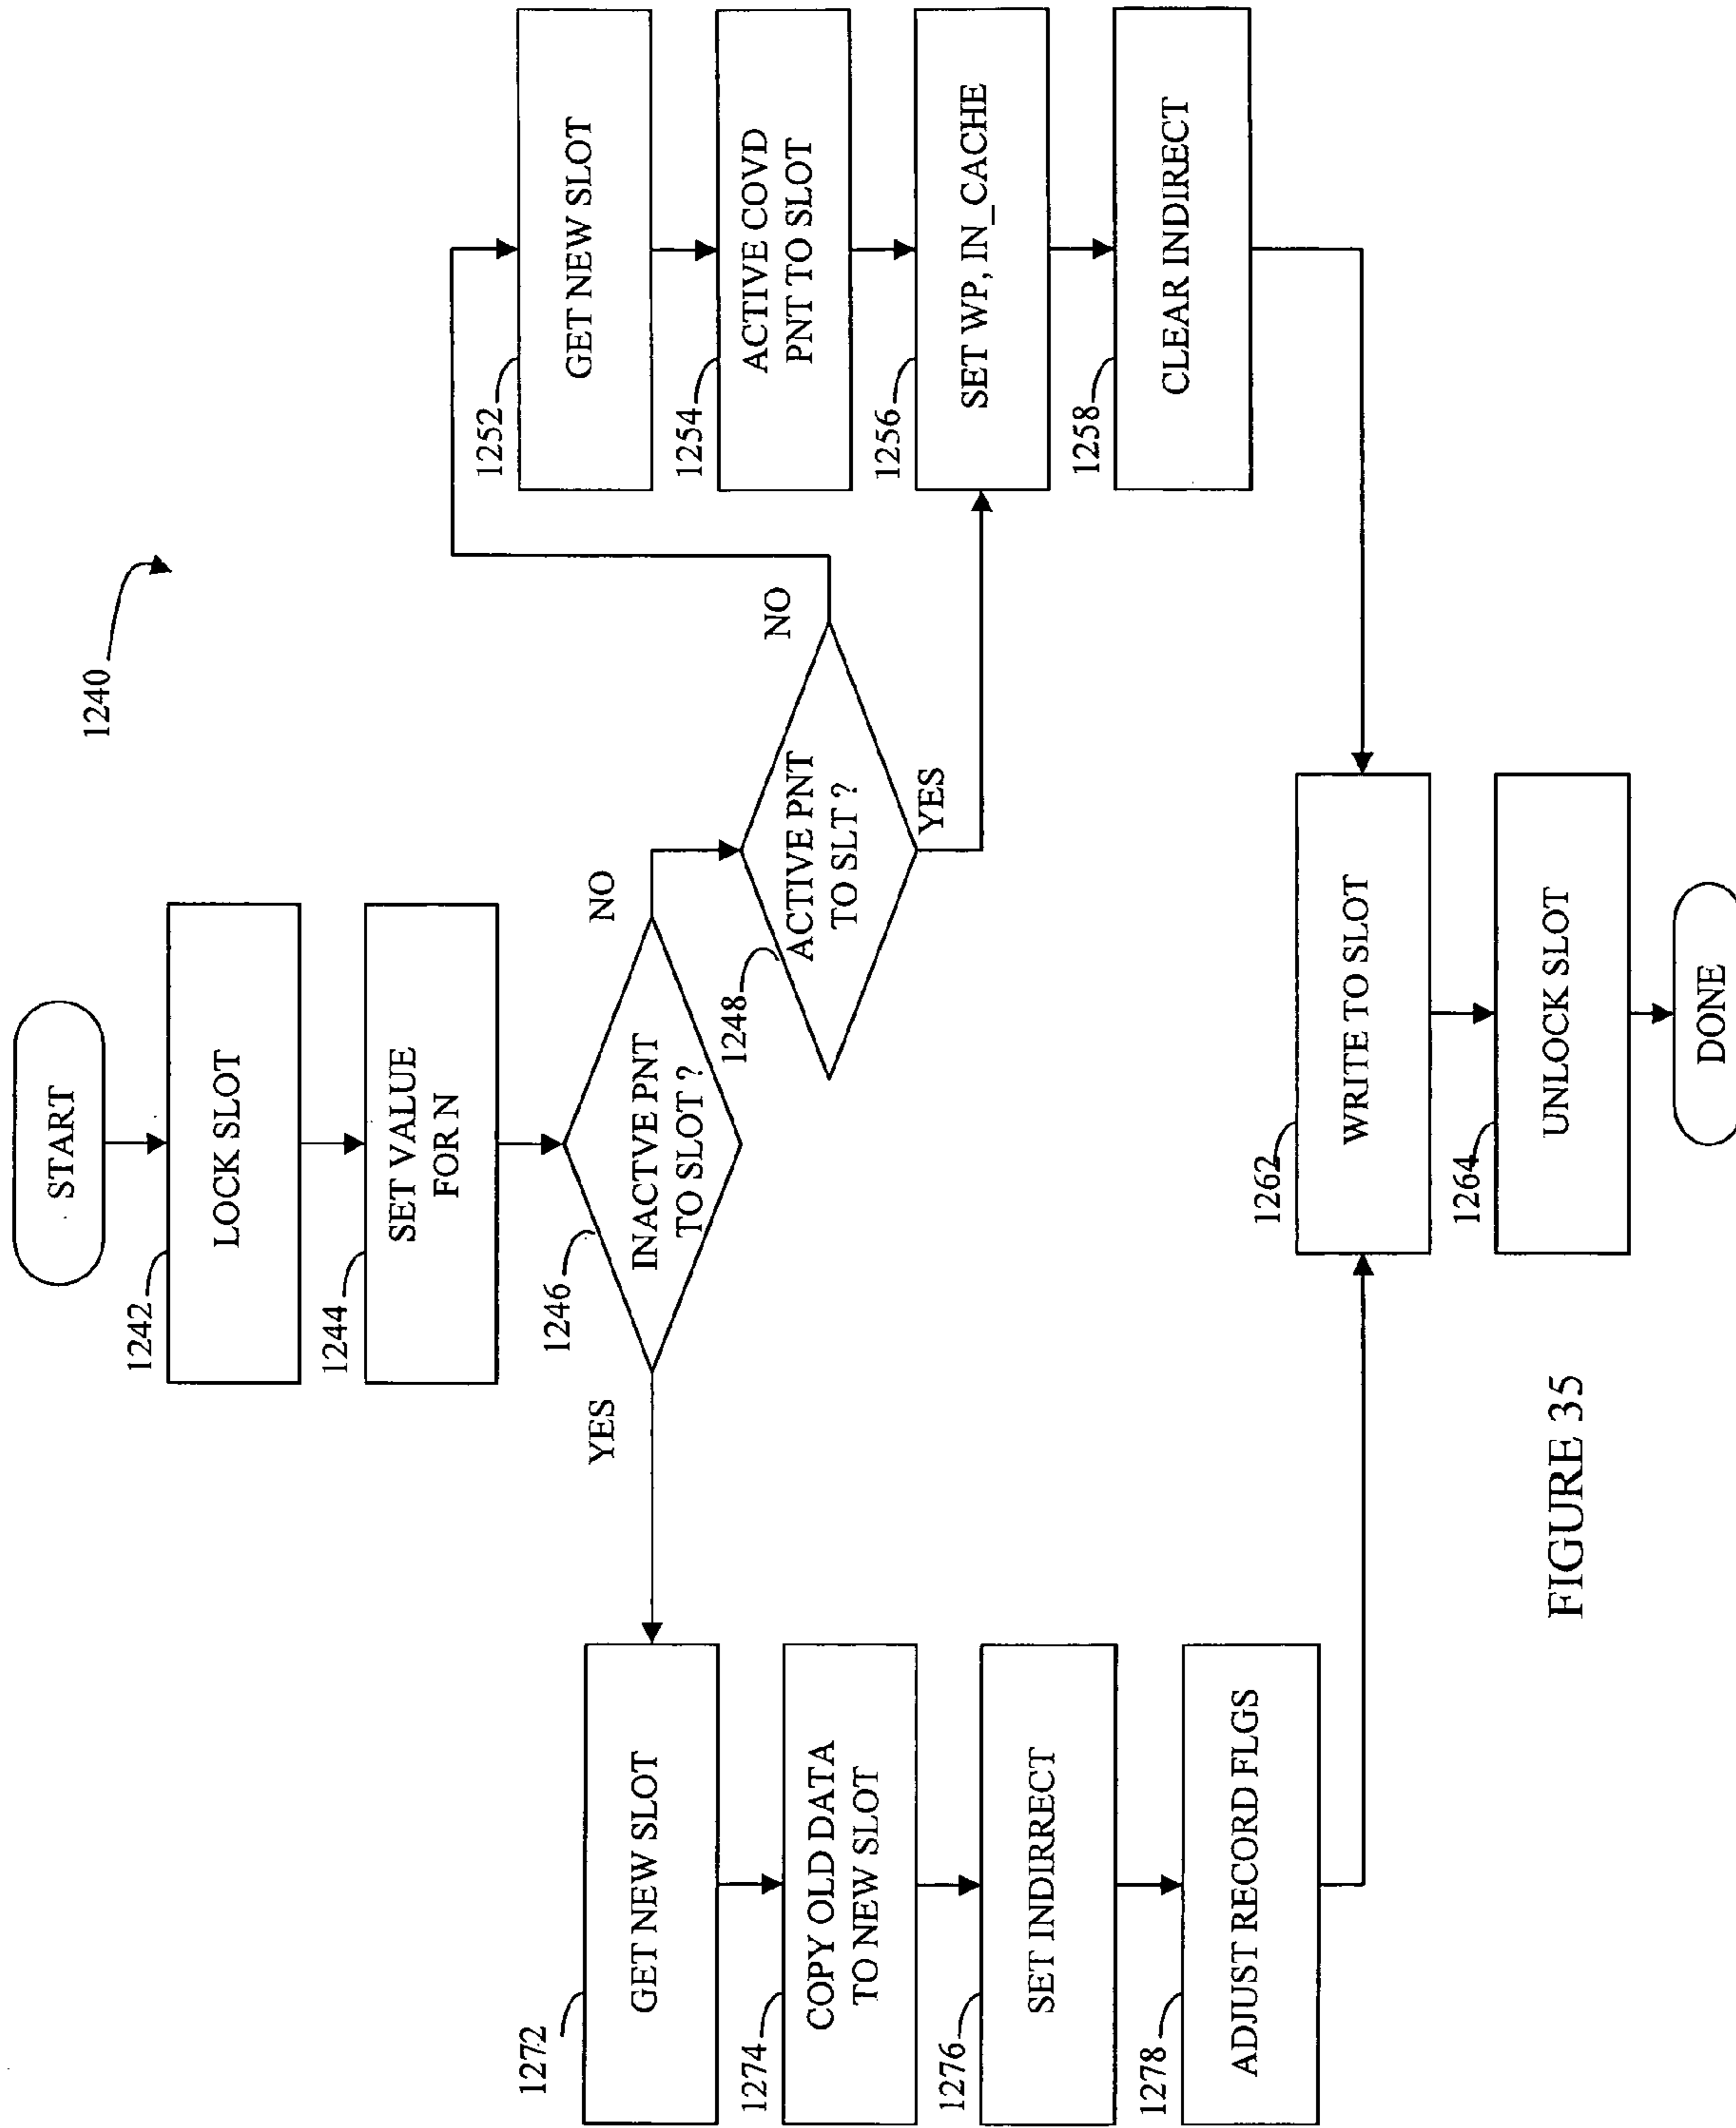 1240
START
1242
LOCK SLOT
1244
SET VALUE
FOR N
1246
INACTVE PNT
TO SLOT ?
NO
YES
1248
ACTIVE PNT
TO SLT ?
NO
YES
1252
GET NEW SLOT
1254
ACTIVE COVD
PNT TO SLOT
1256
SET WP, IN_CACHE
1258
CLEAR INDIRECT
1272
GET NEW SLOT
1274
COPY OLD DATA
TO NEW SLOT
1276
SET INDIRRECT
1278
ADJUST RECORD FLGS
1262
WRITE TO SLOT
1264
UNLOCK SLOT
DONE
FIGURE 35